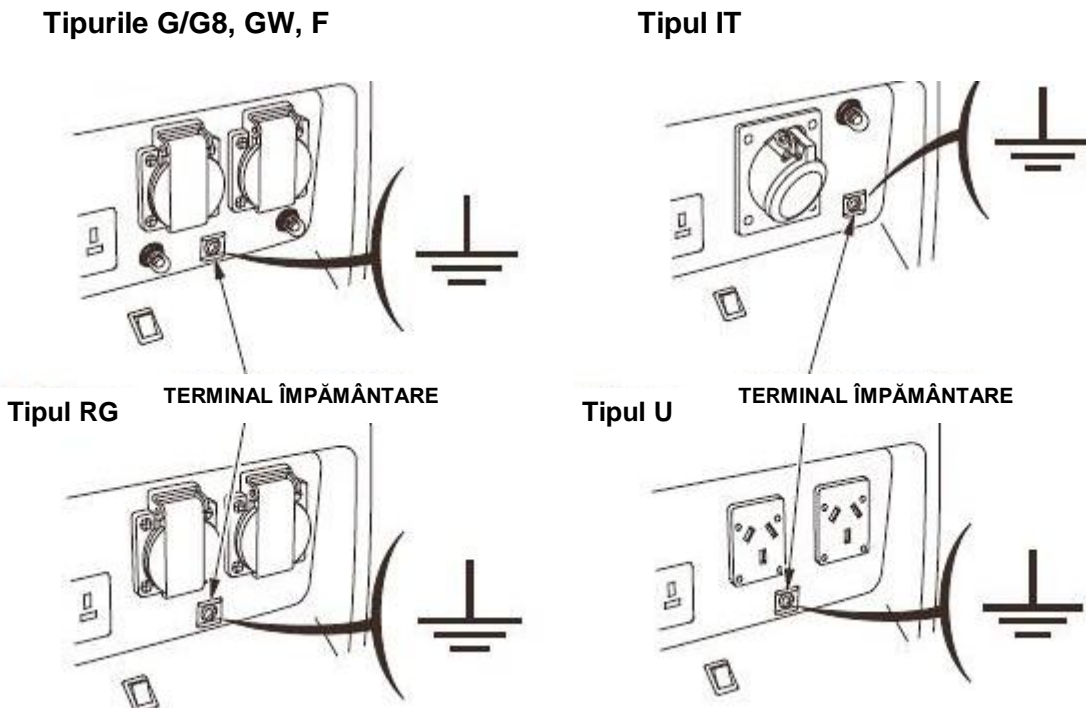 Tipurile G/G8, GW, F
Tipul IT
TERMINAL ÎMPĂMÂNTARE
TERMINAL ÎMPĂMÂNTARE
Tipul RG
Tipul U